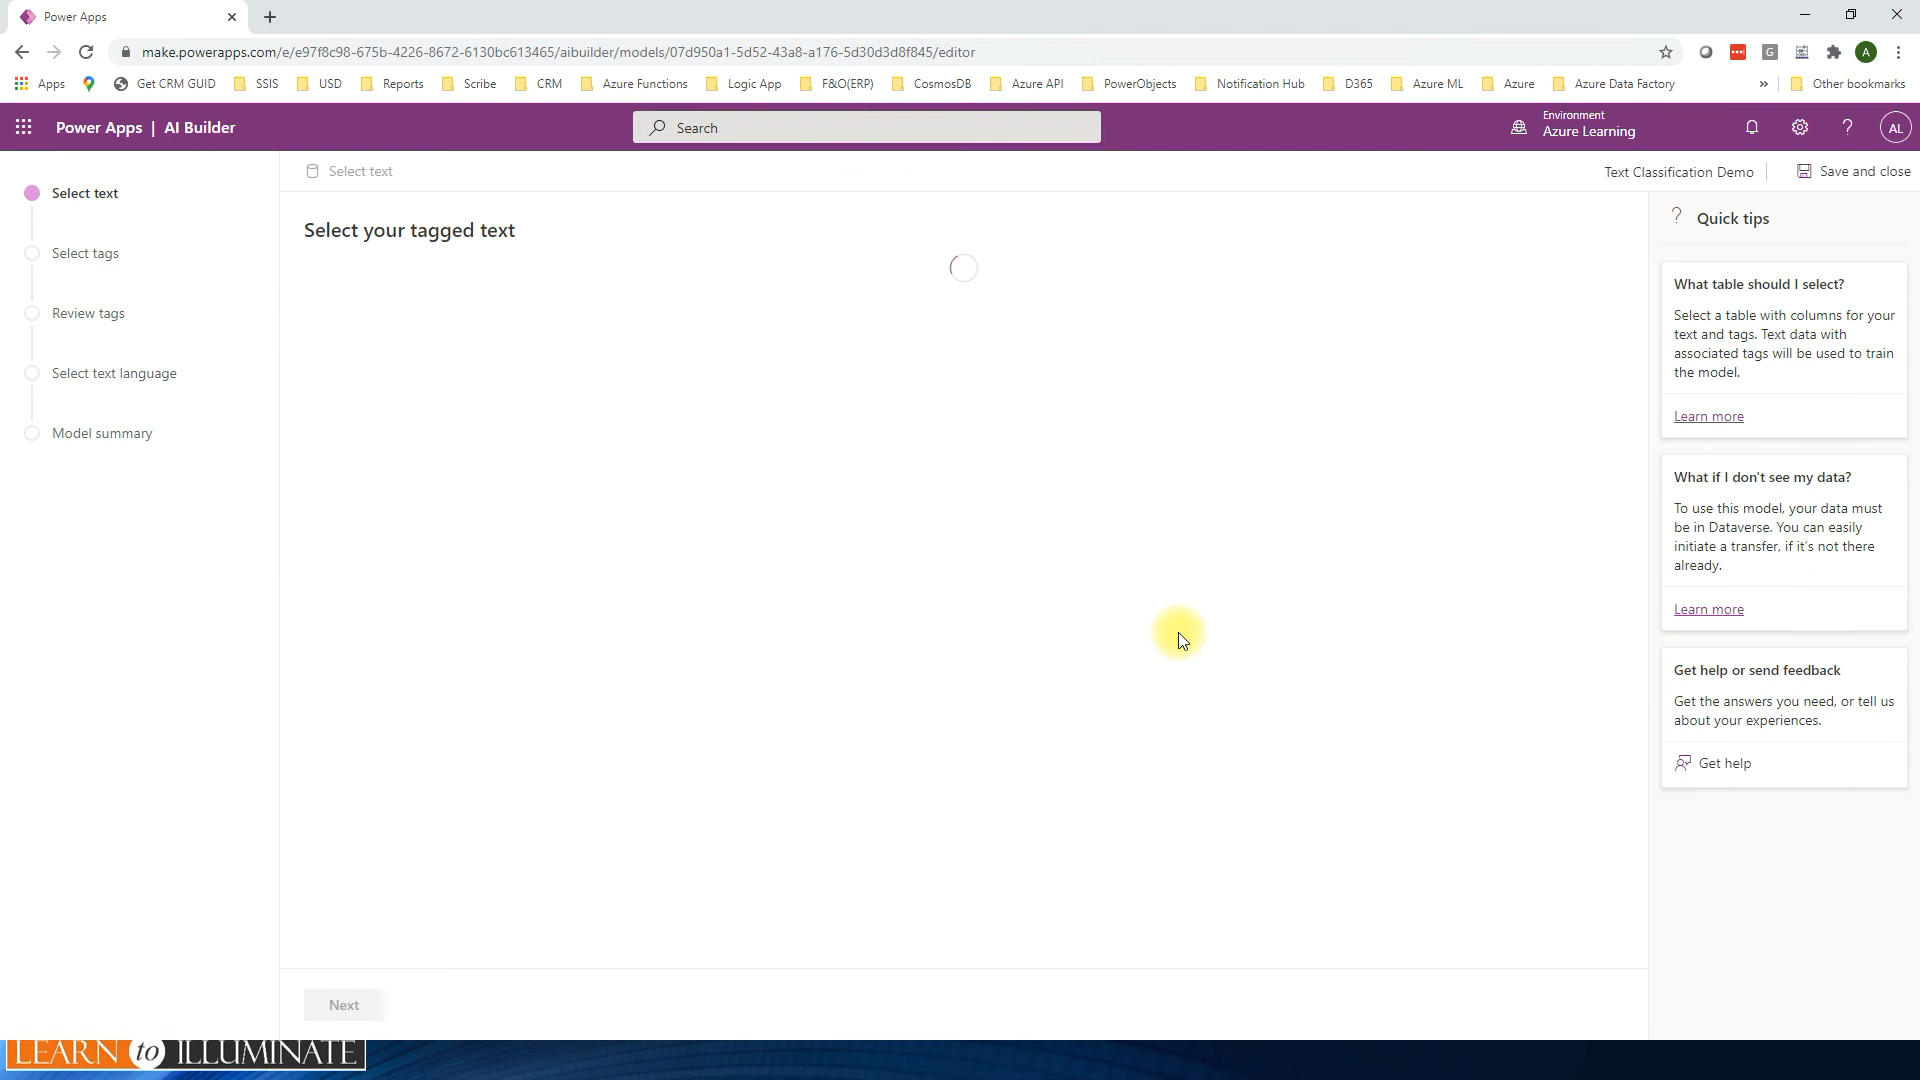 Power Apps
make.powerapps.com/e/e97f8c98-675b-4226-8672-6130bc613465/aibuilder/models/07d950a1-5d52-43a8-a176-5d30d3d8f845/editor
A
Apps
Get CRM GUID
SSIS
USD
Reports
Scribe
CRM
Azure Functions
Logic App
F&O(ERP)
CosmosDB
Azure API
PowerObjects
Notification Hub
D365
Azure ML
Azure
Azure Data Factory
»
Other bookmarks
Power Apps | AI Builder
Search
Environment
Azure Learning
?
AL
Select text
Select tags
Review tags
Select text language
Model summary
Select text
Text Classification Demo
Save and close
Select your tagged text
Next
? Quick tips
What table should I select?
Select a table with columns for your
text and tags. Text data with
associated tags will be used to train
the model.
Learn more
What if I don't see my data?
To use this model, your data must
be in Dataverse. You can easily
initiate a transfer, if it's not there
already.
Learn more
Get help or send feedback
Get the answers you need, or tell us
about your experiences.
Get help
LEARN to ILLUMINATE